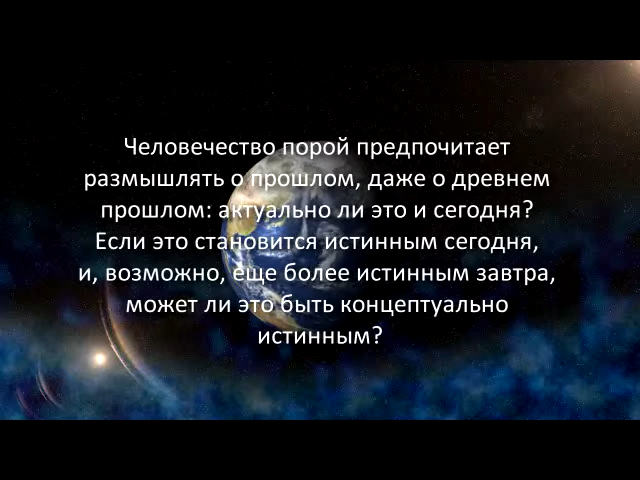 Человечество порой предпочитает
размышлять о прошлом, даже о древнем
прошлом: актуально ли это и сегодня?
Если это становится истинным сегодня,
и, возможно, еще более истинным завтра,
может ли это быть концептуально
истинным?